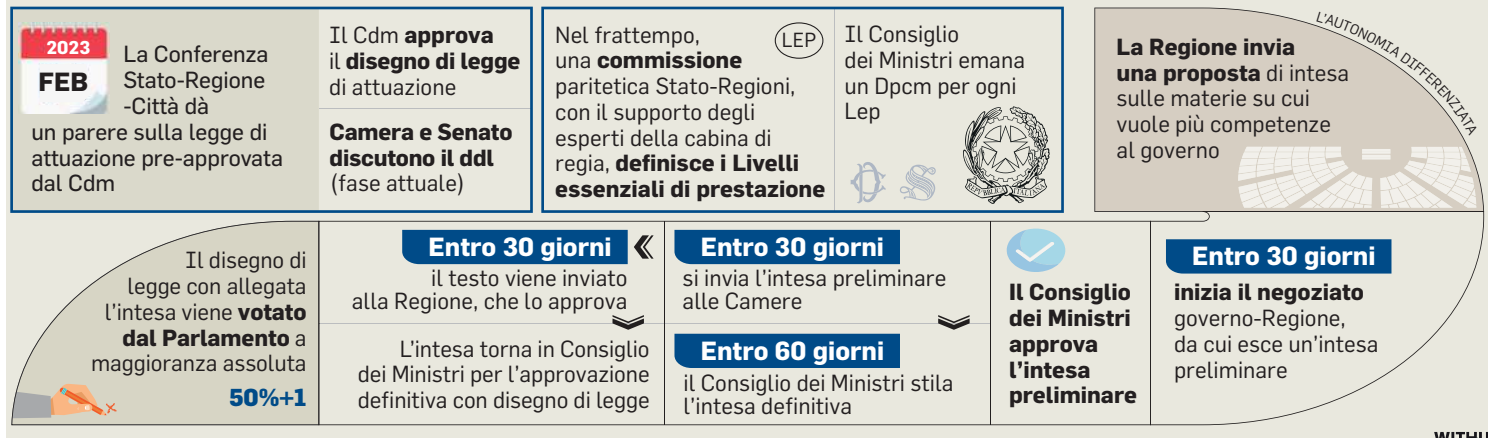 2023
FEB
La Conferenza
Stato-Regione
-Città dà
un parere sulla legge di
attuazione pre-approvata
dal Cdm
Il Cdm approva
il disegno di legge
di attuazione
Camera e Senato
discutono il ddl
(fase attuale)
Nel frattempo,
una commissione
paritetica Stato-Regioni,
con il supporto degli
esperti della cabina di
regia, definisce i Livelli
essenziali di prestazione
LEP
Il Consiglio
dei Ministri emana
un Dpcm per ogni
Lep
REPVBBLICA ITALIANA
La Regione invia
una proposta di intesa
sulle materie su cui
vuole più competenze
al governo
L'AUTONOMIA DIFFERENZIATA
Entro 30 giorni
inizia il negoziato
governo-Regione,
da cui esce un'intesa
preliminare
Il Consiglio
dei Ministri
approva
l'intesa
preliminare
Entro 30 giorni
si invia l'intesa preliminare
alle Camere
Entro 60 giorni
il Consiglio dei Ministri stila
l'intesa definitiva
Entro 30 giorni
il testo viene inviato
alla Regione, che lo approva
L'intesa torna in Consiglio
dei Ministri per l'approvazione
definitiva con disegno di legge
Il disegno di
legge con allegata
l'intesa viene votato
dal Parlamento a
maggioranza assoluta
50%+1